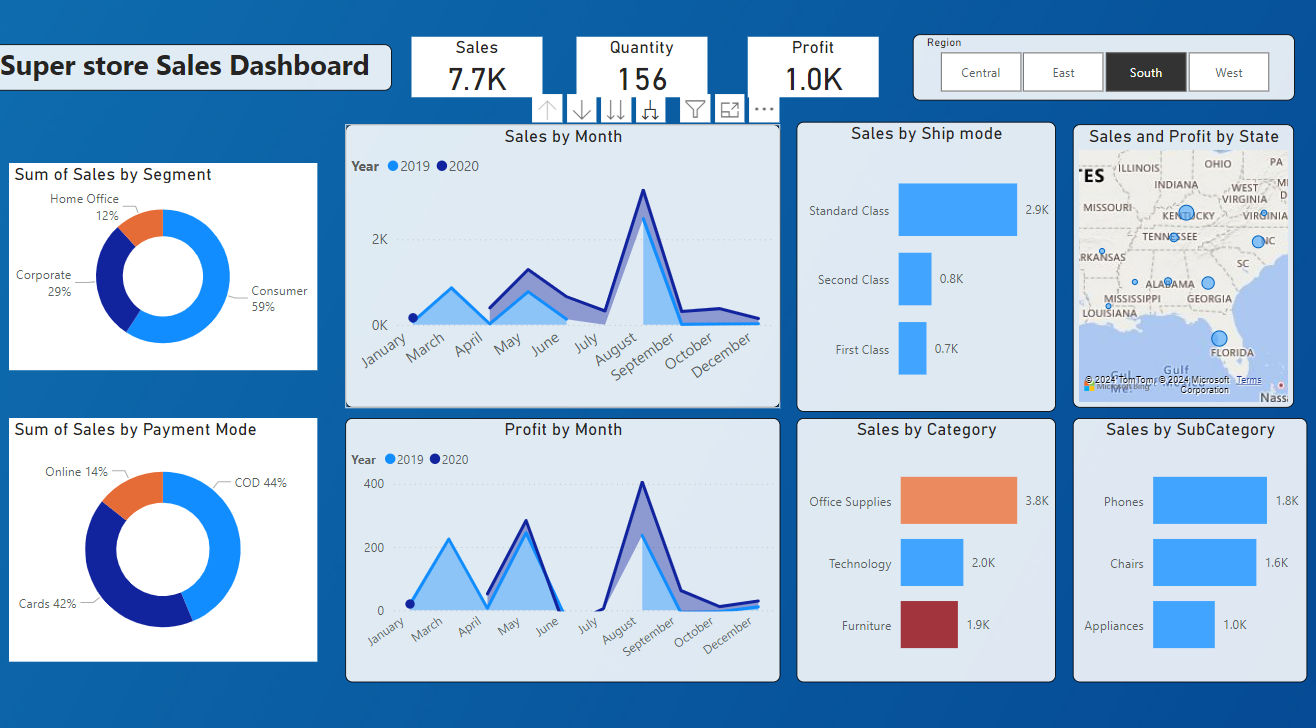 Super store Sales Dashboard
Sales
7.7K
Quantity
156
Profit
1.0K
Region
Central
East
South
West
Sum of Sales by Segment
Home Office
12%
Corporate
29%
Consumer
59%
Sales by Month
Year 2019 2020
2K
0K
January
March
April
May
June
July
August
September
October
December
Sales by Ship mode
Standard Class 2.9K
Second Class 0.8K
First Class 0.7K
Sales and Profit by State
ILLINOIS
OHIO
PA
ES
INDIANA
WEST
VIRGINIA
MISSOURI
KENTUCKY
VIRGINIA
TENNESSEE
NC
RKANSAS
SC
ALABAMA
MISSISSIPPI
GEORGIA
LOUISIANA
FLORIDA
© 2024 TomTom, © 2024 Microsoft Corporation Terms
Microsoft Bing
Nass
Sum of Sales by Payment Mode
Online 14%
COD 44%
Cards 42%
Profit by Month
Year 2019 2020
400
200
0
January
March
April
May
June
July
August
September
October
December
Sales by Category
Office Supplies 3.8K
Technology 2.0K
Furniture 1.9K
Sales by SubCategory
Phones 1.8K
Chairs 1.6K
Appliances 1.0K